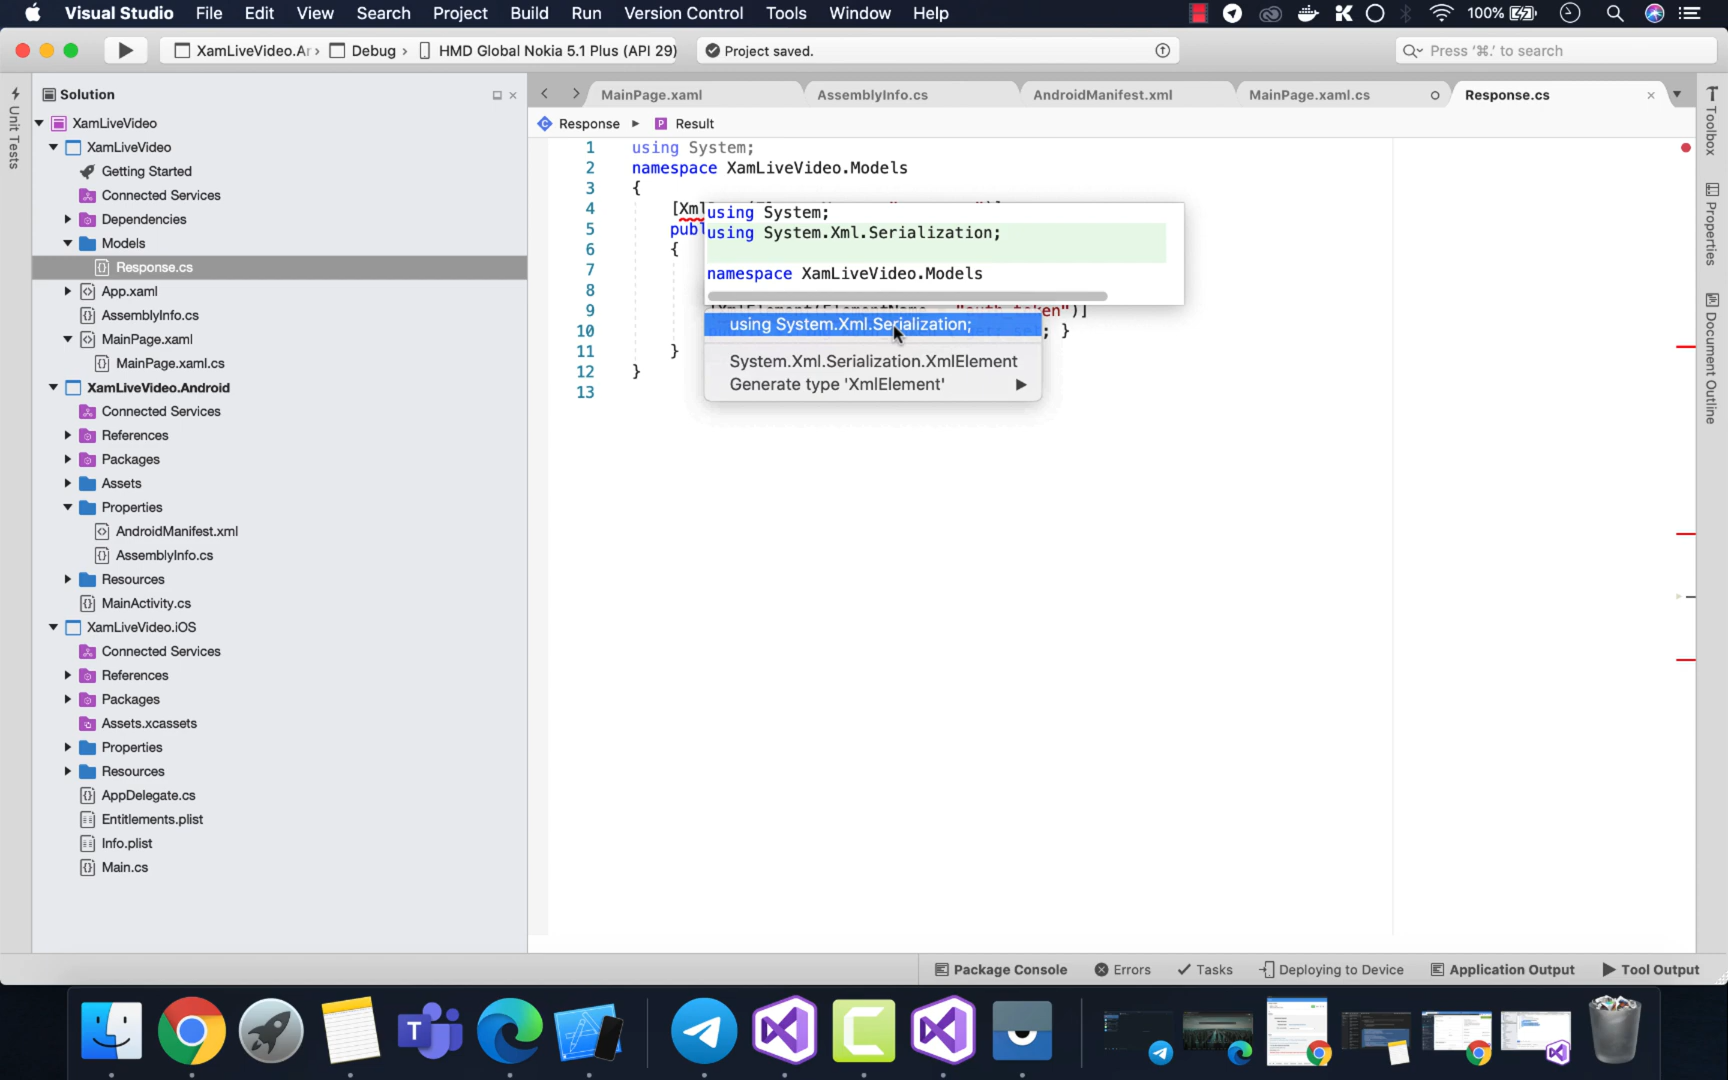 Visual Studio File Edit View Search Project Build Run Version Control Tools Window Help 100%
XamLiveVideo.Ar › Debug › HMD Global Nokia 5.1 Plus (API 29) Project saved. Press '⌘.' to search
Unit Tests
Solution
XamLiveVideo
XamLiveVideo
Getting Started
Connected Services
Dependencies
Models
Response.cs
App.xaml
AssemblyInfo.cs
MainPage.xaml
MainPage.xaml.cs
XamLiveVideo.Android
Connected Services
References
Packages
Assets
Properties
AndroidManifest.xml
AssemblyInfo.cs
Resources
MainActivity.cs
XamLiveVideo.iOS
Connected Services
References
Packages
Assets.xcassets
Properties
Resources
AppDelegate.cs
Entitlements.plist
Info.plist
Main.cs
MainPage.xaml AssemblyInfo.cs AndroidManifest.xml MainPage.xaml.cs Response.cs
Response Result
1 using System;
2 namespace XamLiveVideo.Models
3 {
4 [Xml
5 publ
6 {
7
8
9 "auth_token")]
10 ; }
11 }
12 }
13
using System;
using System.Xml.Serialization;
namespace XamLiveVideo.Models
using System.Xml.Serialization;
System.Xml.Serialization.XmlElement
Generate type 'XmlElement'
Toolbox
Properties
Document Outline
Package Console Errors Tasks Deploying to Device Application Output Tool Output